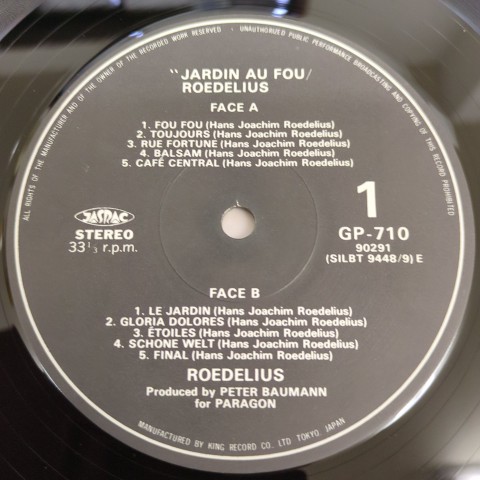 ALL RIGHTS OF THE MANUFACTURER AND OF THE OWNER OF THE RECORDED WORK RESERVED · UNAUTHORISED PUBLIC PERFORMANCE BROADCASTING AND COPYING OF THIS RECORD PROHIBITED
"JARDIN AU FOU/
ROEDELIUS
FACE A
1. FOU FOU (Hans Joachim Roedelius)
2. TOUJOURS (Hans Joachim Roedelius)
3. RUE FORTUNE (Hans Joachim Roedelius)
4. BALSAM (Hans Joachim Roedelius)
5. CAFÉ CENTRAL (Hans Joachim Roedelius)
JASRAC
STEREO
33 1/3 r.p.m.
1
GP-710
90291
(SILBT 9448/9) E
FACE B
1. LE JARDIN (Hans Joachim Roedelius)
2. GLORIA DOLORES (Hans Joachim Roedelius)
3. ÉTOILES (Hans Joachim Roedelius)
4. SCHONE WELT (Hans Joachim Roedelius)
5. FINAL (Hans Joachim Roedelius)
ROEDELIUS
Produced by PETER BAUMANN
for PARAGON
MANUFACTURED BY KING RECORD CO. LTD TOKYO, JAPAN